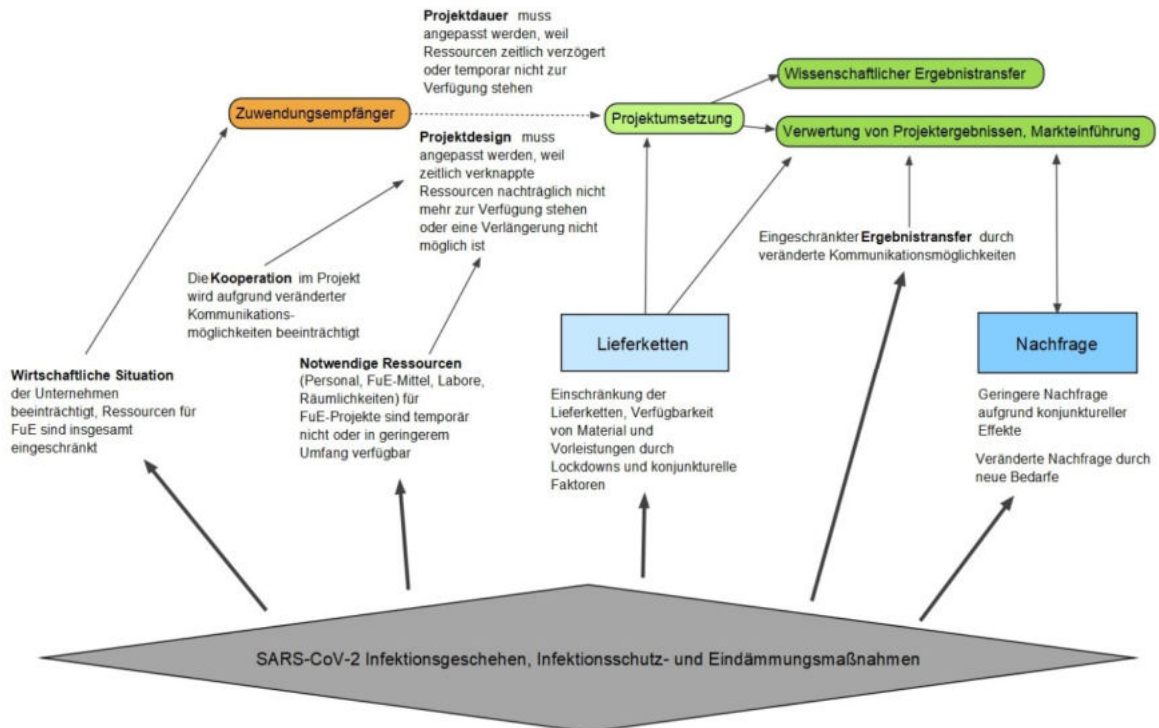 Projektdauer muss
angepasst werden, weil
Ressourcen zeitlich verzögert
oder temporar nicht zur
Verfügung stehen
Wissenschaftlicher Ergebnistransfer
Zuwendungsempfänger
Projektumsetzung
Verwertung von Projektergebnissen, Markteinführung
Projektdesign muss
angepasst werden, weil
zeitlich verknappte
Ressourcen nachträglich nicht
mehr zur Verfügung stehen
oder eine Verlängerung nicht
möglich ist
Eingeschränkter Ergebnistransfer durch
veränderte Kommunikationsmöglichkeiten
Die Kooperation im Projekt
wird aufgrund veränderter
Kommunikations-
möglichkeiten beeinträchtigt
Wirtschaftliche Situation
der Unternehmen
beeinträchtigt, Ressourcen für
FuE sind insgesamt
eingeschränkt
Notwendige Ressourcen
(Personal, FuE-Mittel, Labore,
Räumlichkeiten) für
FuE-Projekte sind temporär
nicht oder in geringerem
Umfang verfügbar
Lieferketten
Einschränkung der
Lieferketten, Verfügbarkeit
von Material und
Vorleistungen durch
Lockdowns und konjunkturelle
Faktoren
Nachfrage
Geringere Nachfrage
aufgrund konjunktureller
Effekte
Veränderte Nachfrage durch
neue Bedarfe
SARS-CoV-2 Infektionsgeschehen, Infektionsschutz- und Eindämmungsmaßnahmen